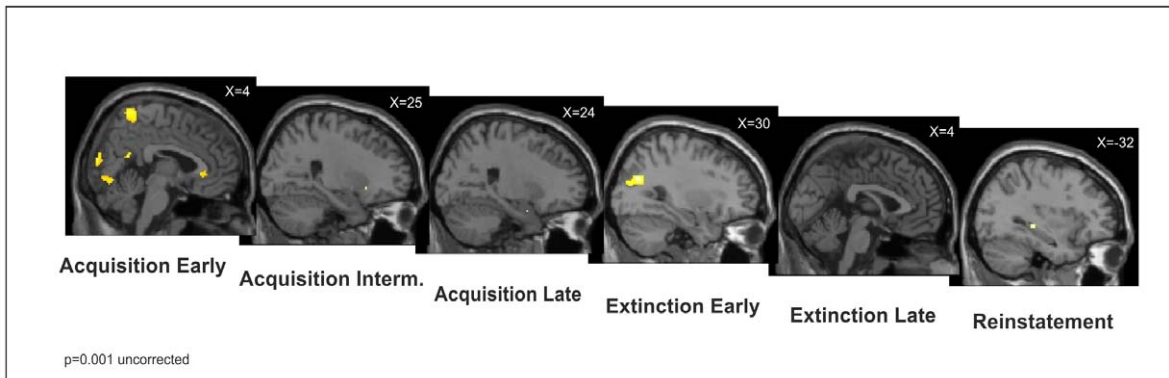 X=4
X=25
X=24
X=30
X=4
X=-32
Acquisition Early
Acquisition Interm.
Acquisition Late
Extinction Early
Extinction Late
Reinstatement
p=0.001 uncorrected